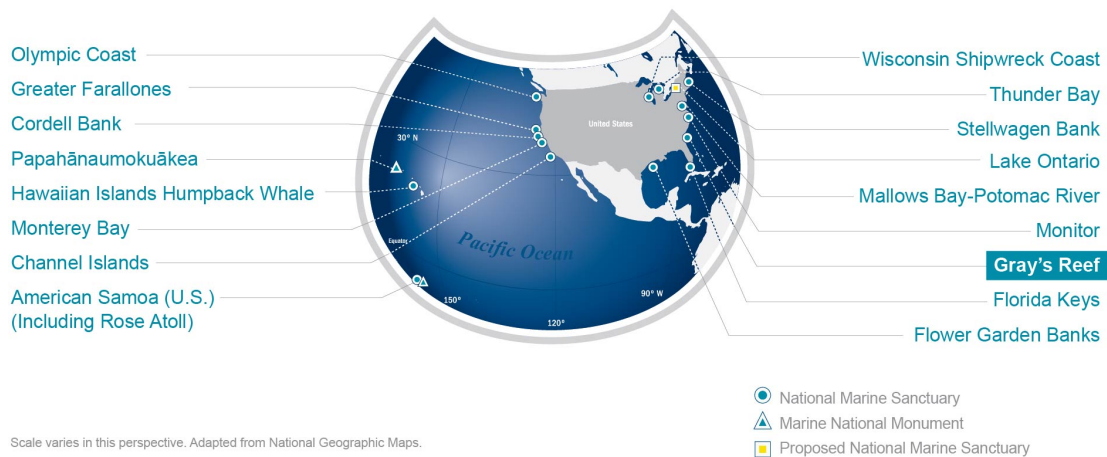 Olympic Coast
Greater Farallones
Cordell Bank
Papahānaumokuākea
Hawaiian Islands Humpback Whale
Monterey Bay
Channel Islands
American Samoa (U.S.)
(Including Rose Atoll)
30° N
Equator
150°
120°
90° W
United States
Pacific Ocean
Wisconsin Shipwreck Coast
Thunder Bay
Stellwagen Bank
Lake Ontario
Mallows Bay-Potomac River
Monitor
Gray's Reef
Florida Keys
Flower Garden Banks
National Marine Sanctuary
Marine National Monument
Proposed National Marine Sanctuary
Scale varies in this perspective. Adapted from National Geographic Maps.